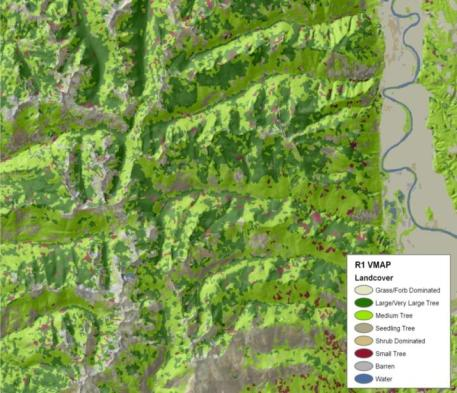 R1 VMAP
Landcover
Grass/Forb Dominated
Large/Very Large Tree
Medium Tree
Seedling Tree
Shrub Dominated
Small Tree
Barren
Water